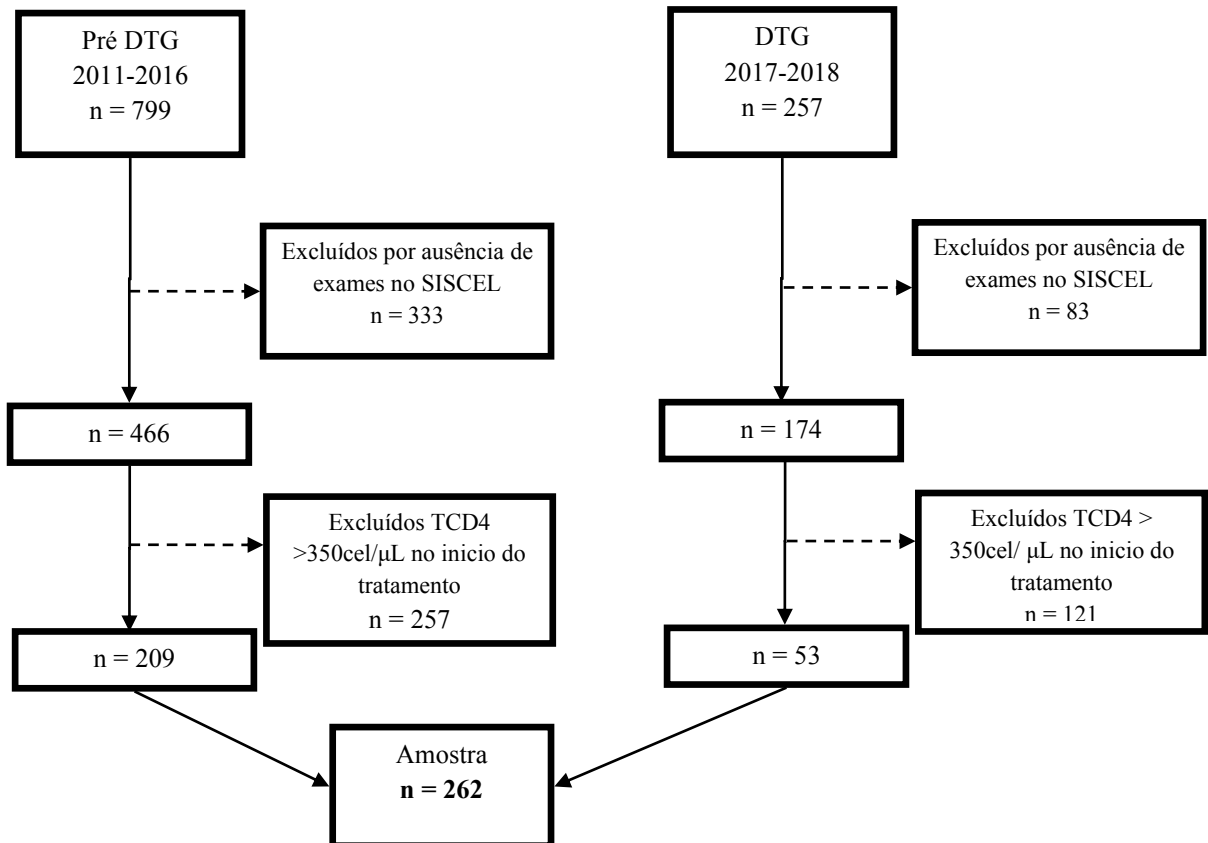 Pré DTG
2011-2016
n = 799
DTG
2017-2018
n = 257
Excluídos por ausência de
exames no SISCEL
n = 333
Excluídos por ausência de
exames no SISCEL
n = 83
n = 466
n = 174
Excluídos TCD4
>350cel/μL no inicio do
tratamento
n = 257
Excluídos TCD4 >
350cel/ μL no inicio do
tratamento
n = 121
n = 209
n = 53
Amostra
n = 262